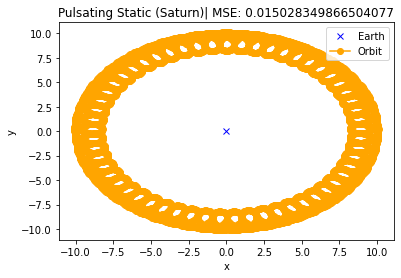 Pulsating Static (Saturn)| MSE: 0.015028349866504077
Earth
Orbit
y
10.0
7.5
5.0
2.5
0.0
−2.5
−5.0
−7.5
−10.0
−10.0 −7.5 −5.0 −2.5 0.0 2.5 5.0 7.5 10.0
x